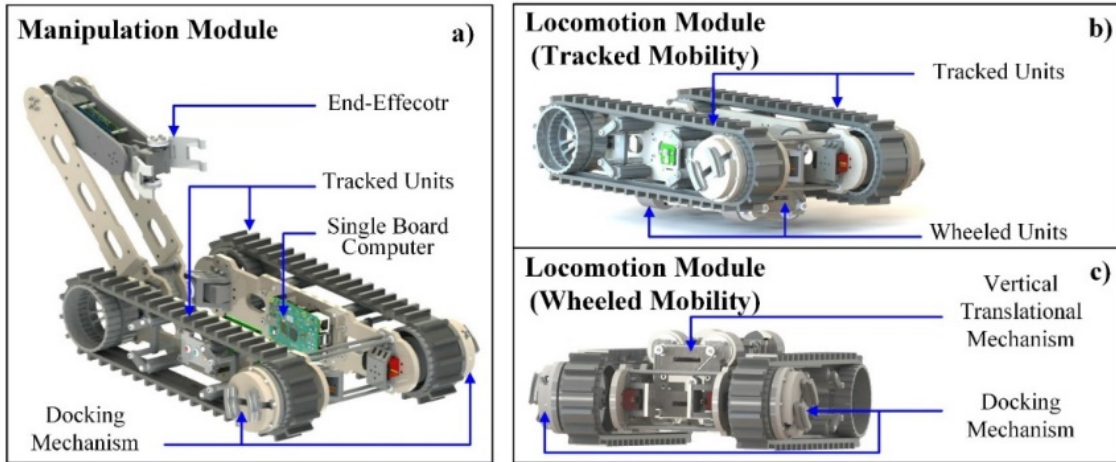 Manipulation Module
a)
End-Effecotr
Tracked Units
Single Board
Computer
Docking
Mechanism
Locomotion Module
(Tracked Mobility)
b)
Tracked Units
Wheeled Units
Locomotion Module
(Wheeled Mobility)
c)
Vertical
Translational
Mechanism
Docking
Mechanism